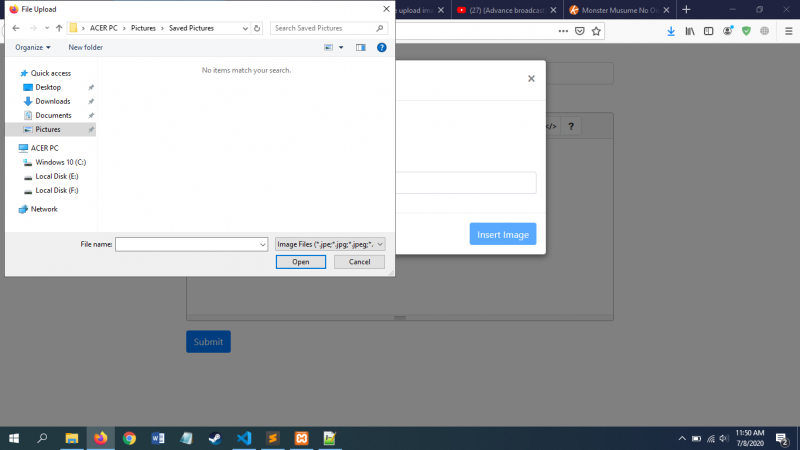 File Upload
ACER PC > Pictures > Saved Pictures
Search Saved Pictures
Organize
New folder
No items match your search.
Quick access
Desktop
Downloads
Documents
Pictures
ACER PC
Windows 10 (C:)
Local Disk (E:)
Local Disk (F:)
Network
File name:
Image Files (*.jpe;*.jpg;*.jpeg;*.
Open
Cancel
e upload ima
(27) (Advance broadcast
Monster Musume No O
×
</>
?
Insert Image
Submit
11:50 AM
7/8/2020
2